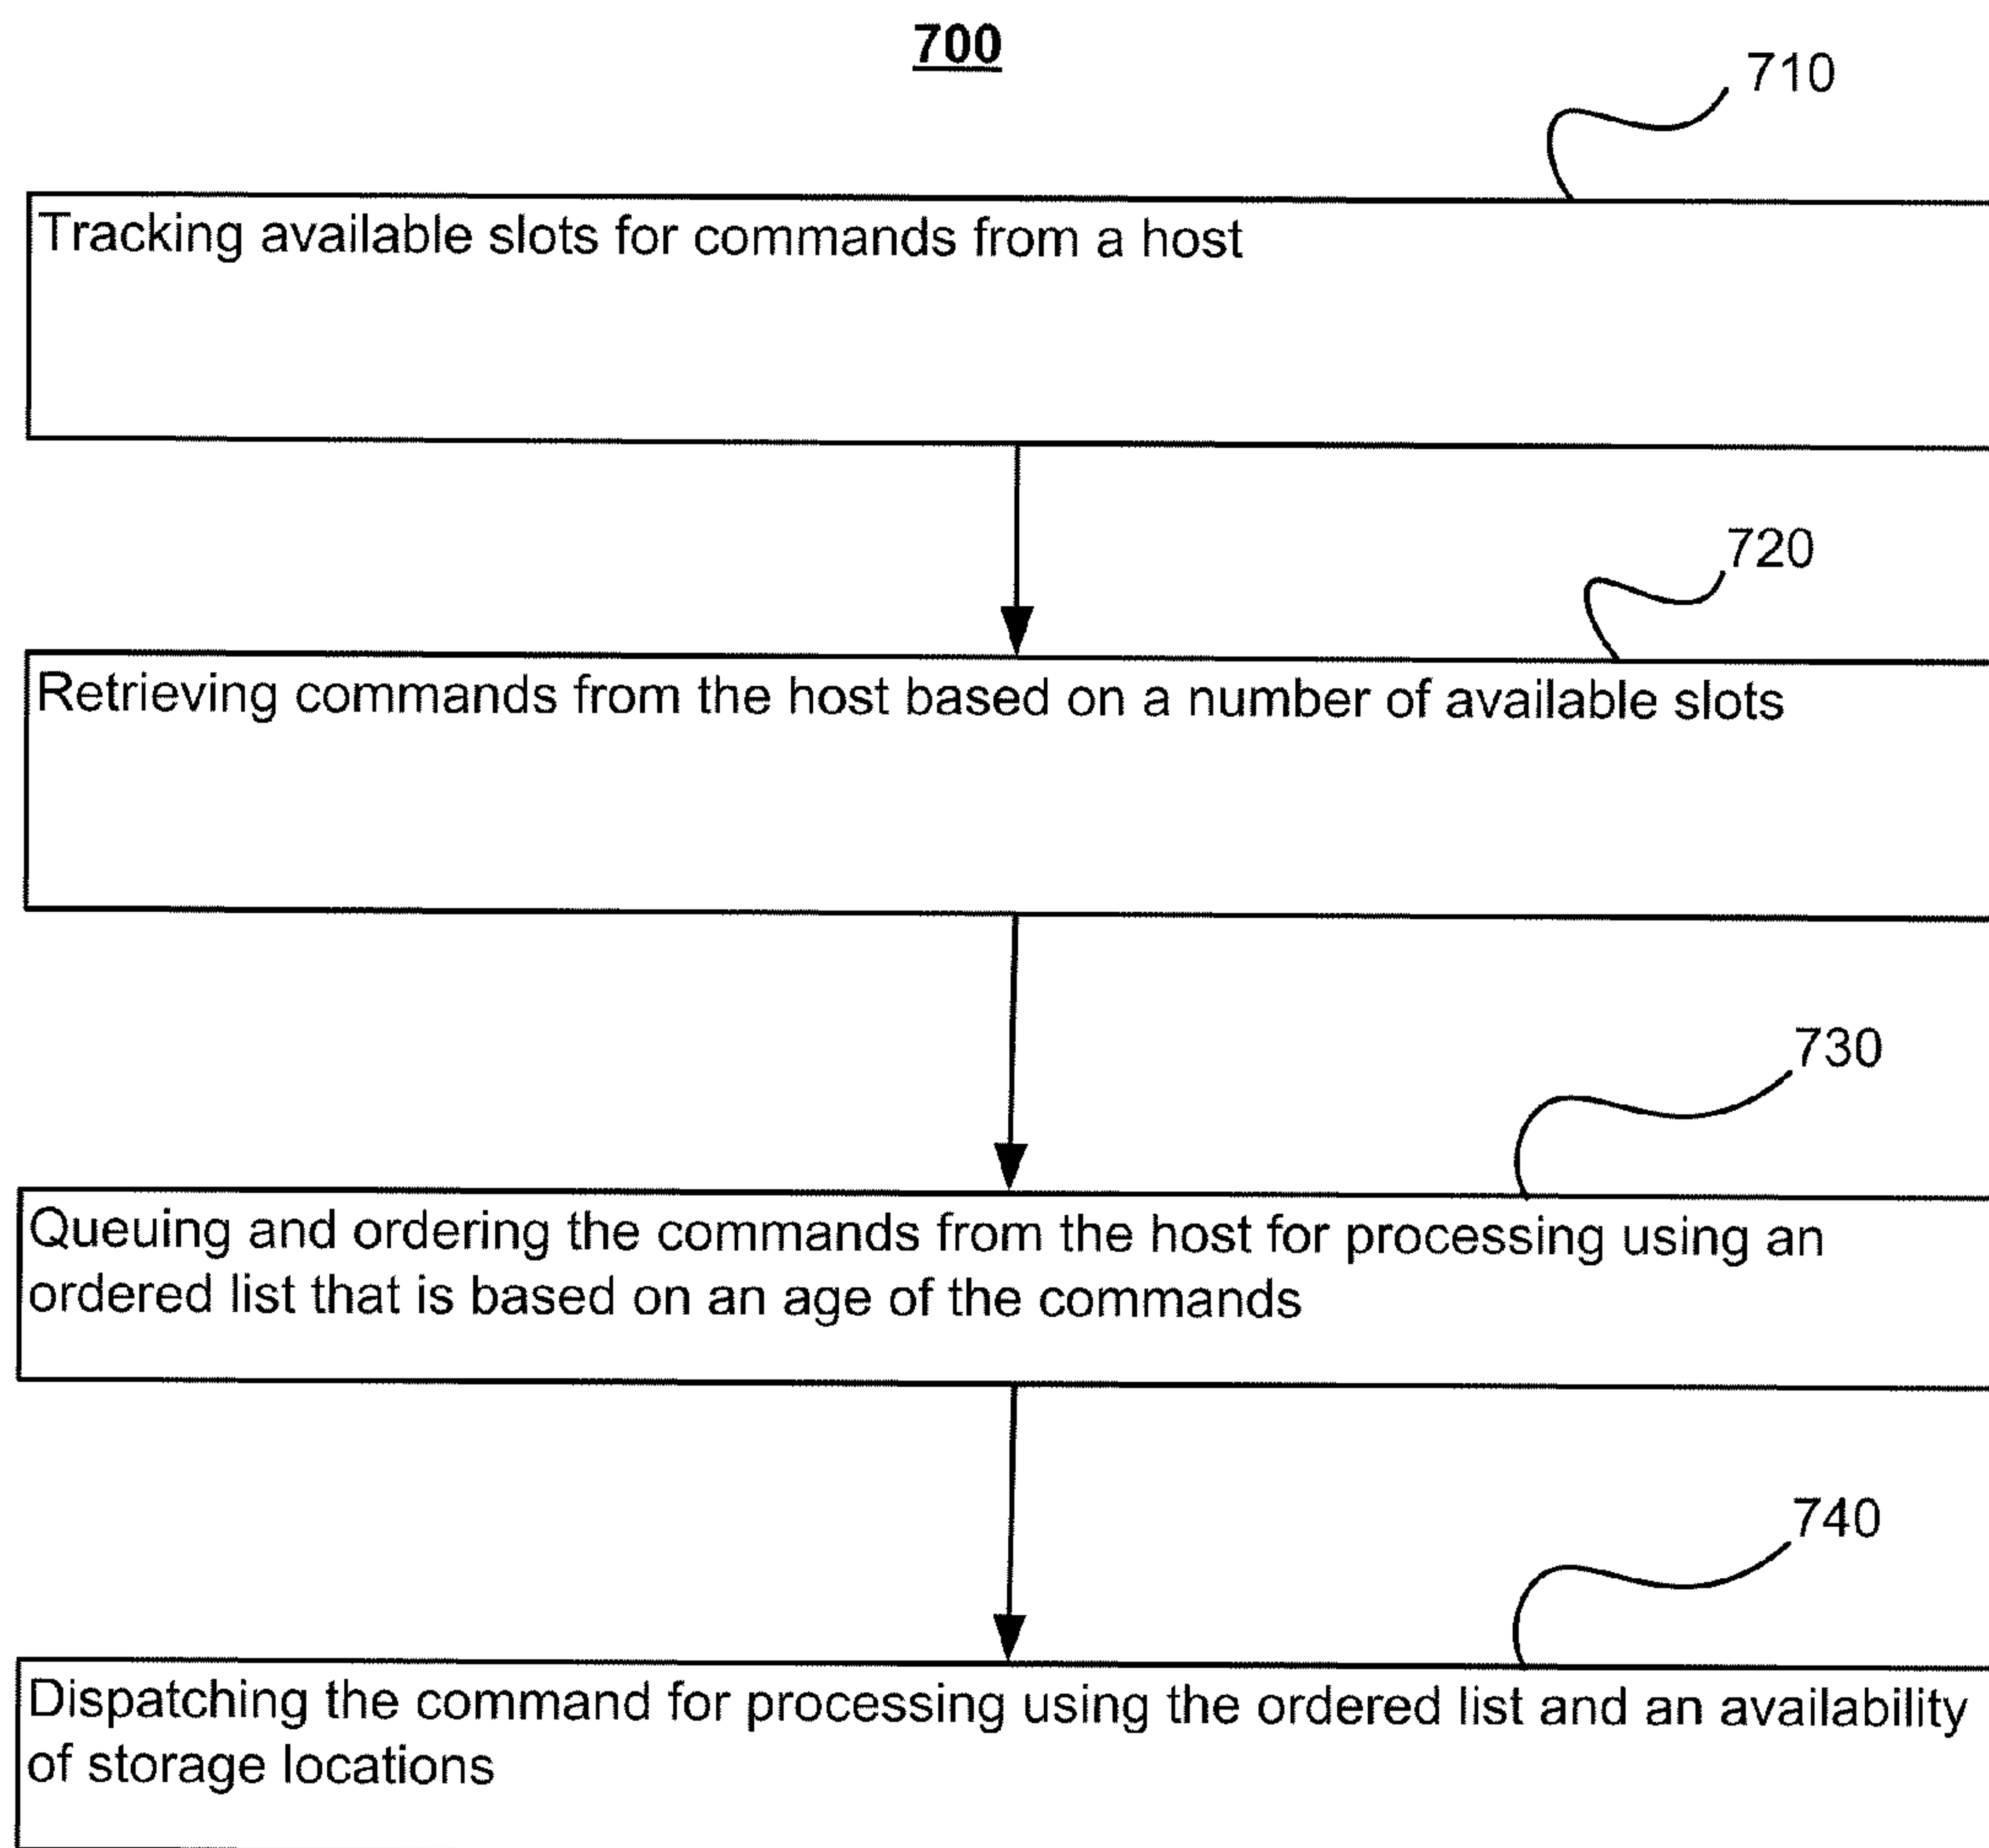 700
710
Tracking available slots for commands from a host
720
Retrieving commands from the host based on a number of available slots
730
Queuing and ordering the commands from the host for processing using an
ordered list that is based on an age of the commands
740
Dispatching the command for processing using the ordered list and an availability
of storage locations